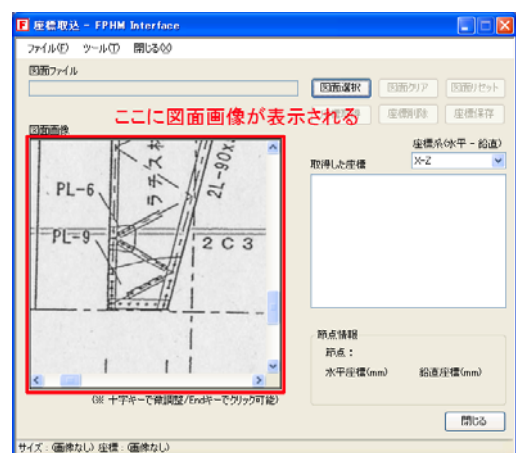 座標取込 - FPHM Interface
ファイル(F) ツール(T) 閉じる(X)
図面ファイル
図面選択 図面クリア 図面リセット
ここに図面画像が表示される
座標削除 座標保存
図面画像
座標系(水平 - 鉛直)
取得した座標
X-Z
ラチス材
2L-90x
PL-6
PL-9
2C3
節点情報
節点:
水平座標(mm) 鉛直座標(mm)
(※ 十字キーで微調整/Endキーでクリック可能)
閉じる
サイズ: (画像なし) 座標: (画像なし)